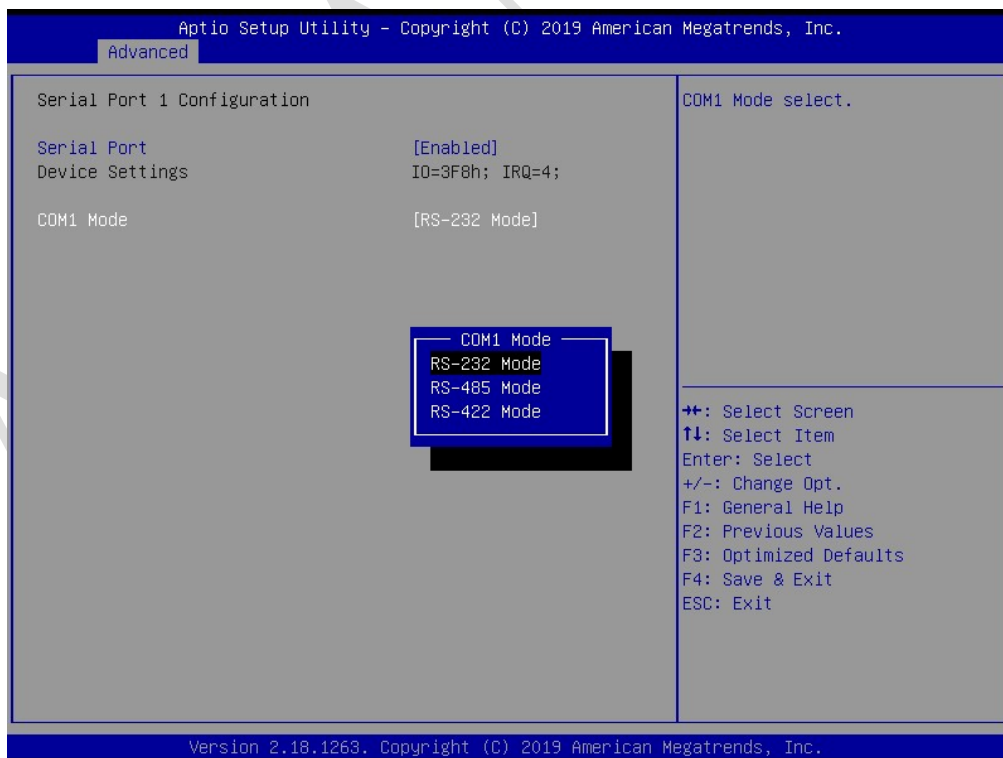 Aptio Setup Utility – Copyright (C) 2019 American Megatrends, Inc.
Advanced
Serial Port 1 Configuration
Serial Port [Enabled]
Device Settings IO=3F8h; IRQ=4;
COM1 Mode [RS-232 Mode]
COM1 Mode select.
COM1 Mode
RS-232 Mode
RS-485 Mode
RS-422 Mode
→←: Select Screen
↑↓: Select Item
Enter: Select
+/-: Change Opt.
F1: General Help
F2: Previous Values
F3: Optimized Defaults
F4: Save & Exit
ESC: Exit
Version 2.18.1263. Copyright (C) 2019 American Megatrends, Inc.